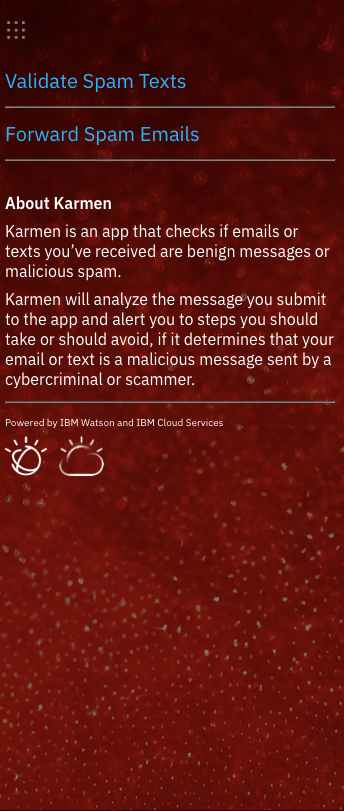 Validate Spam Texts
Forward Spam Emails
About Karmen
Karmen is an app that checks if emails or
texts you’ve received are benign messages or
malicious spam.
Karmen will analyze the message you submit
to the app and alert you to steps you should
take or should avoid, if it determines that your
email or text is a malicious message sent by a
cybercriminal or scammer.
Powered by IBM Watson and IBM Cloud Services